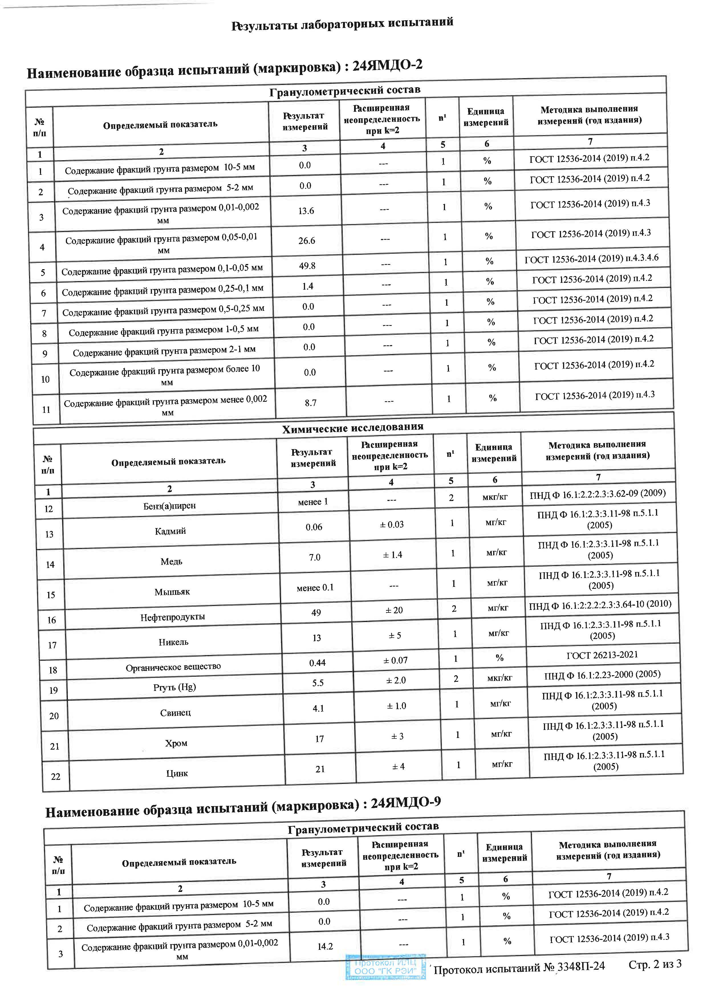 Результаты лабораторных испытаний
Наименование образца испытаний (маркировка) : 24ЯМДО-2
Гранулометрический состав
№ п/п Определяемый показатель Результат измерений Расширенная неопределенность при k=2 n¹ Единица измерений Методика выполнения измерений (год издания)
1 2 3 4 5 6 7
1 Содержание фракций грунта размером 10-5 мм 0.0 --- 1 % ГОСТ 12536-2014 (2019) п.4.2
2 Содержание фракций грунта размером 5-2 мм 0.0 --- 1 % ГОСТ 12536-2014 (2019) п.4.2
3 Содержание фракций грунта размером 0,01-0,002 мм 13.6 --- 1 % ГОСТ 12536-2014 (2019) п.4.3
4 Содержание фракций грунта размером 0,05-0,01 мм 26.6 --- 1 % ГОСТ 12536-2014 (2019) п.4.3
5 Содержание фракций грунта размером 0,1-0,05 мм 49.8 --- 1 % ГОСТ 12536-2014 (2019) п.4.3.4.6
6 Содержание фракций грунта размером 0,25-0,1 мм 1.4 --- 1 % ГОСТ 12536-2014 (2019) п.4.2
7 Содержание фракций грунта размером 0,5-0,25 мм 0.0 --- 1 % ГОСТ 12536-2014 (2019) п.4.2
8 Содержание фракций грунта размером 1-0,5 мм 0.0 --- 1 % ГОСТ 12536-2014 (2019) п.4.2
9 Содержание фракций грунта размером 2-1 мм 0.0 --- 1 % ГОСТ 12536-2014 (2019) п.4.2
10 Содержание фракций грунта размером более 10 мм 0.0 --- 1 % ГОСТ 12536-2014 (2019) п.4.2
11 Содержание фракций грунта размером менее 0,002 мм 8.7 --- 1 % ГОСТ 12536-2014 (2019) п.4.3
Химические исследования
№ п/п Определяемый показатель Результат измерений Расширенная неопределенность при k=2 n¹ Единица измерений Методика выполнения измерений (год издания)
1 2 3 4 5 6 7
12 Бенз(а)пирен менее 1 --- 2 мкг/кг ПНД Ф 16.1:2.2:2.3:3.62-09 (2009)
13 Кадмий 0.06 ± 0.03 1 мг/кг ПНД Ф 16.1:2.3:3.11-98 п.5.1.1 (2005)
14 Медь 7.0 ± 1.4 1 мг/кг ПНД Ф 16.1:2.3:3.11-98 п.5.1.1 (2005)
15 Мышьяк менее 0.1 --- 1 мг/кг ПНД Ф 16.1:2.3:3.11-98 п.5.1.1 (2005)
16 Нефтепродукты 49 ± 20 2 мг/кг ПНД Ф 16.1:2:2.2:2.3:3.64-10 (2010)
17 Никель 13 ± 5 1 мг/кг ПНД Ф 16.1:2.3:3.11-98 п.5.1.1 (2005)
18 Органическое вещество 0.44 ± 0.07 1 % ГОСТ 26213-2021
19 Ртуть (Hg) 5.5 ± 2.0 2 мкг/кг ПНД Ф 16.1:2.23-2000 (2005)
20 Свинец 4.1 ± 1.0 1 мг/кг ПНД Ф 16.1:2.3:3.11-98 п.5.1.1 (2005)
21 Хром 17 ± 3 1 мг/кг ПНД Ф 16.1:2.3:3.11-98 п.5.1.1 (2005)
22 Цинк 21 ± 4 1 мг/кг ПНД Ф 16.1:2.3:3.11-98 п.5.1.1 (2005)
Наименование образца испытаний (маркировка) : 24ЯМДО-9
Гранулометрический состав
№ п/п Определяемый показатель Результат измерений Расширенная неопределенность при k=2 n¹ Единица измерений Методика выполнения измерений (год издания)
1 2 3 4 5 6 7
1 Содержание фракций грунта размером 10-5 мм 0.0 --- 1 % ГОСТ 12536-2014 (2019) п.4.2
2 Содержание фракций грунта размером 5-2 мм 0.0 --- 1 % ГОСТ 12536-2014 (2019) п.4.2
3 Содержание фракций грунта размером 0,01-0,002 мм 14.2 --- 1 % ГОСТ 12536-2014 (2019) п.4.3
Протокол ИЛЦ
ООО "ГК РЭИ"
Протокол испытаний № 3348П-24 Стр. 2 из 3